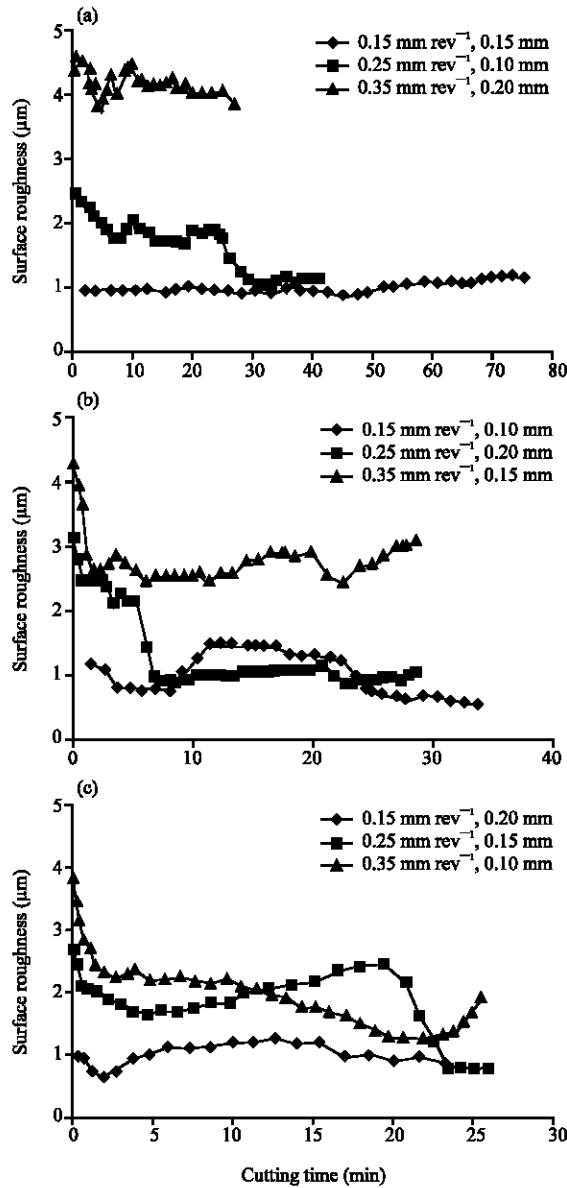 (a)
0.15 mm rev⁻¹, 0.15 mm
0.25 mm rev⁻¹, 0.10 mm
0.35 mm rev⁻¹, 0.20 mm
Surface roughness (µm)
5
4
3
2
1
0
0 10 20 30 40 50 60 70 80
(b)
0.15 mm rev⁻¹, 0.10 mm
0.25 mm rev⁻¹, 0.20 mm
0.35 mm rev⁻¹, 0.15 mm
Surface roughness (µm)
5
4
3
2
1
0
0 10 20 30 40
(c)
0.15 mm rev⁻¹, 0.20 mm
0.25 mm rev⁻¹, 0.15 mm
0.35 mm rev⁻¹, 0.10 mm
Surface roughness (µm)
5
4
3
2
1
0
0 5 10 15 20 25 30
Cutting time (min)